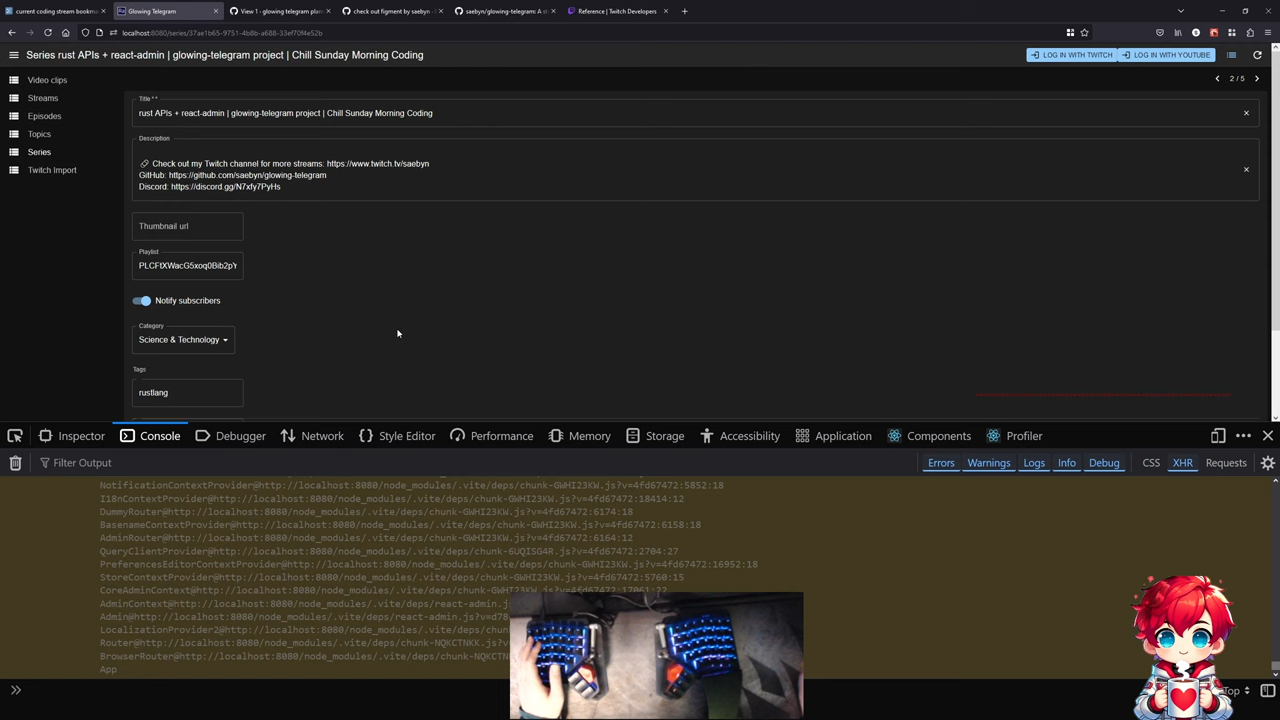 current coding stream bookma
Glowing Telegram
View 1 · glowing telegram plan
check out figment by saebyn ·
saebyn/glowing-telegram: A st
Reference | Twitch Developers
localhost:8080/series/37ae1b65-9751-4b8b-a688-33ef70f4e52b
Series rust APIs + react-admin | glowing-telegram project | Chill Sunday Morning Coding
LOG IN WITH TWITCH
LOG IN WITH YOUTUBE
Video clips
Streams
Episodes
Topics
Series
Twitch Import
2 / 5
Title * *
rust APIs + react-admin | glowing-telegram project | Chill Sunday Morning Coding
Description
🔗 Check out my Twitch channel for more streams: https://www.twitch.tv/saebyn
GitHub: https://github.com/saebyn/glowing-telegram
Discord: https://discord.gg/N7xfy7PyHs
Thumbnail url
Playlist
PLCFtXWacG5xoq0Bib2pY
Notify subscribers
Category
Science & Technology
Tags
rustlang
Inspector
Console
Debugger
Network
Style Editor
Performance
Memory
Storage
Accessibility
Application
Components
Profiler
Filter Output
Errors
Warnings
Logs
Info
Debug
CSS
XHR
Requests
NotificationContextProvider@http://localhost:8080/node_modules/.vite/deps/chunk-GWHI23KW.js?v=4fd67472:5852:18
I18nContextProvider@http://localhost:8080/node_modules/.vite/deps/chunk-GWHI23KW.js?v=4fd67472:18414:12
DummyRouter@http://localhost:8080/node_modules/.vite/deps/chunk-GWHI23KW.js?v=4fd67472:6174:18
BasenameContextProvider@http://localhost:8080/node_modules/.vite/deps/chunk-GWHI23KW.js?v=4fd67472:6158:18
AdminRouter@http://localhost:8080/node_modules/.vite/deps/chunk-GWHI23KW.js?v=4fd67472:6164:12
QueryClientProvider@http://localhost:8080/node_modules/.vite/deps/chunk-6UQISG4R.js?v=4fd67472:2704:27
PreferencesEditorContextProvider@http://localhost:8080/node_modules/.vite/deps/chunk-GWHI23KW.js?v=4fd67472:16952:18
StoreContextProvider@http://localhost:8080/node_modules/.vite/deps/chunk-GWHI23KW.js?v=4fd67472:5760:15
CoreAdminContext@http://localhost:8080/node_modules/.vite/deps/chunk-GWHI23KW.js?v=4fd67472:17061:22
AdminContext@http://localhost:8080/node_modules/.vite/deps/react-admin.j
Admin@http://localhost:8080/node_modules/.vite/deps/react-admin.js?v=d78
LocalizationProvider2@http://localhost:8080/node_modules/.vite/deps/chun
Router@http://localhost:8080/node_modules/.vite/deps/chunk-NQKCTNKK.js?v
BrowserRouter@http://localhost:8080/node_modules/.vite/deps/chunk-NQKCTN
App
Top